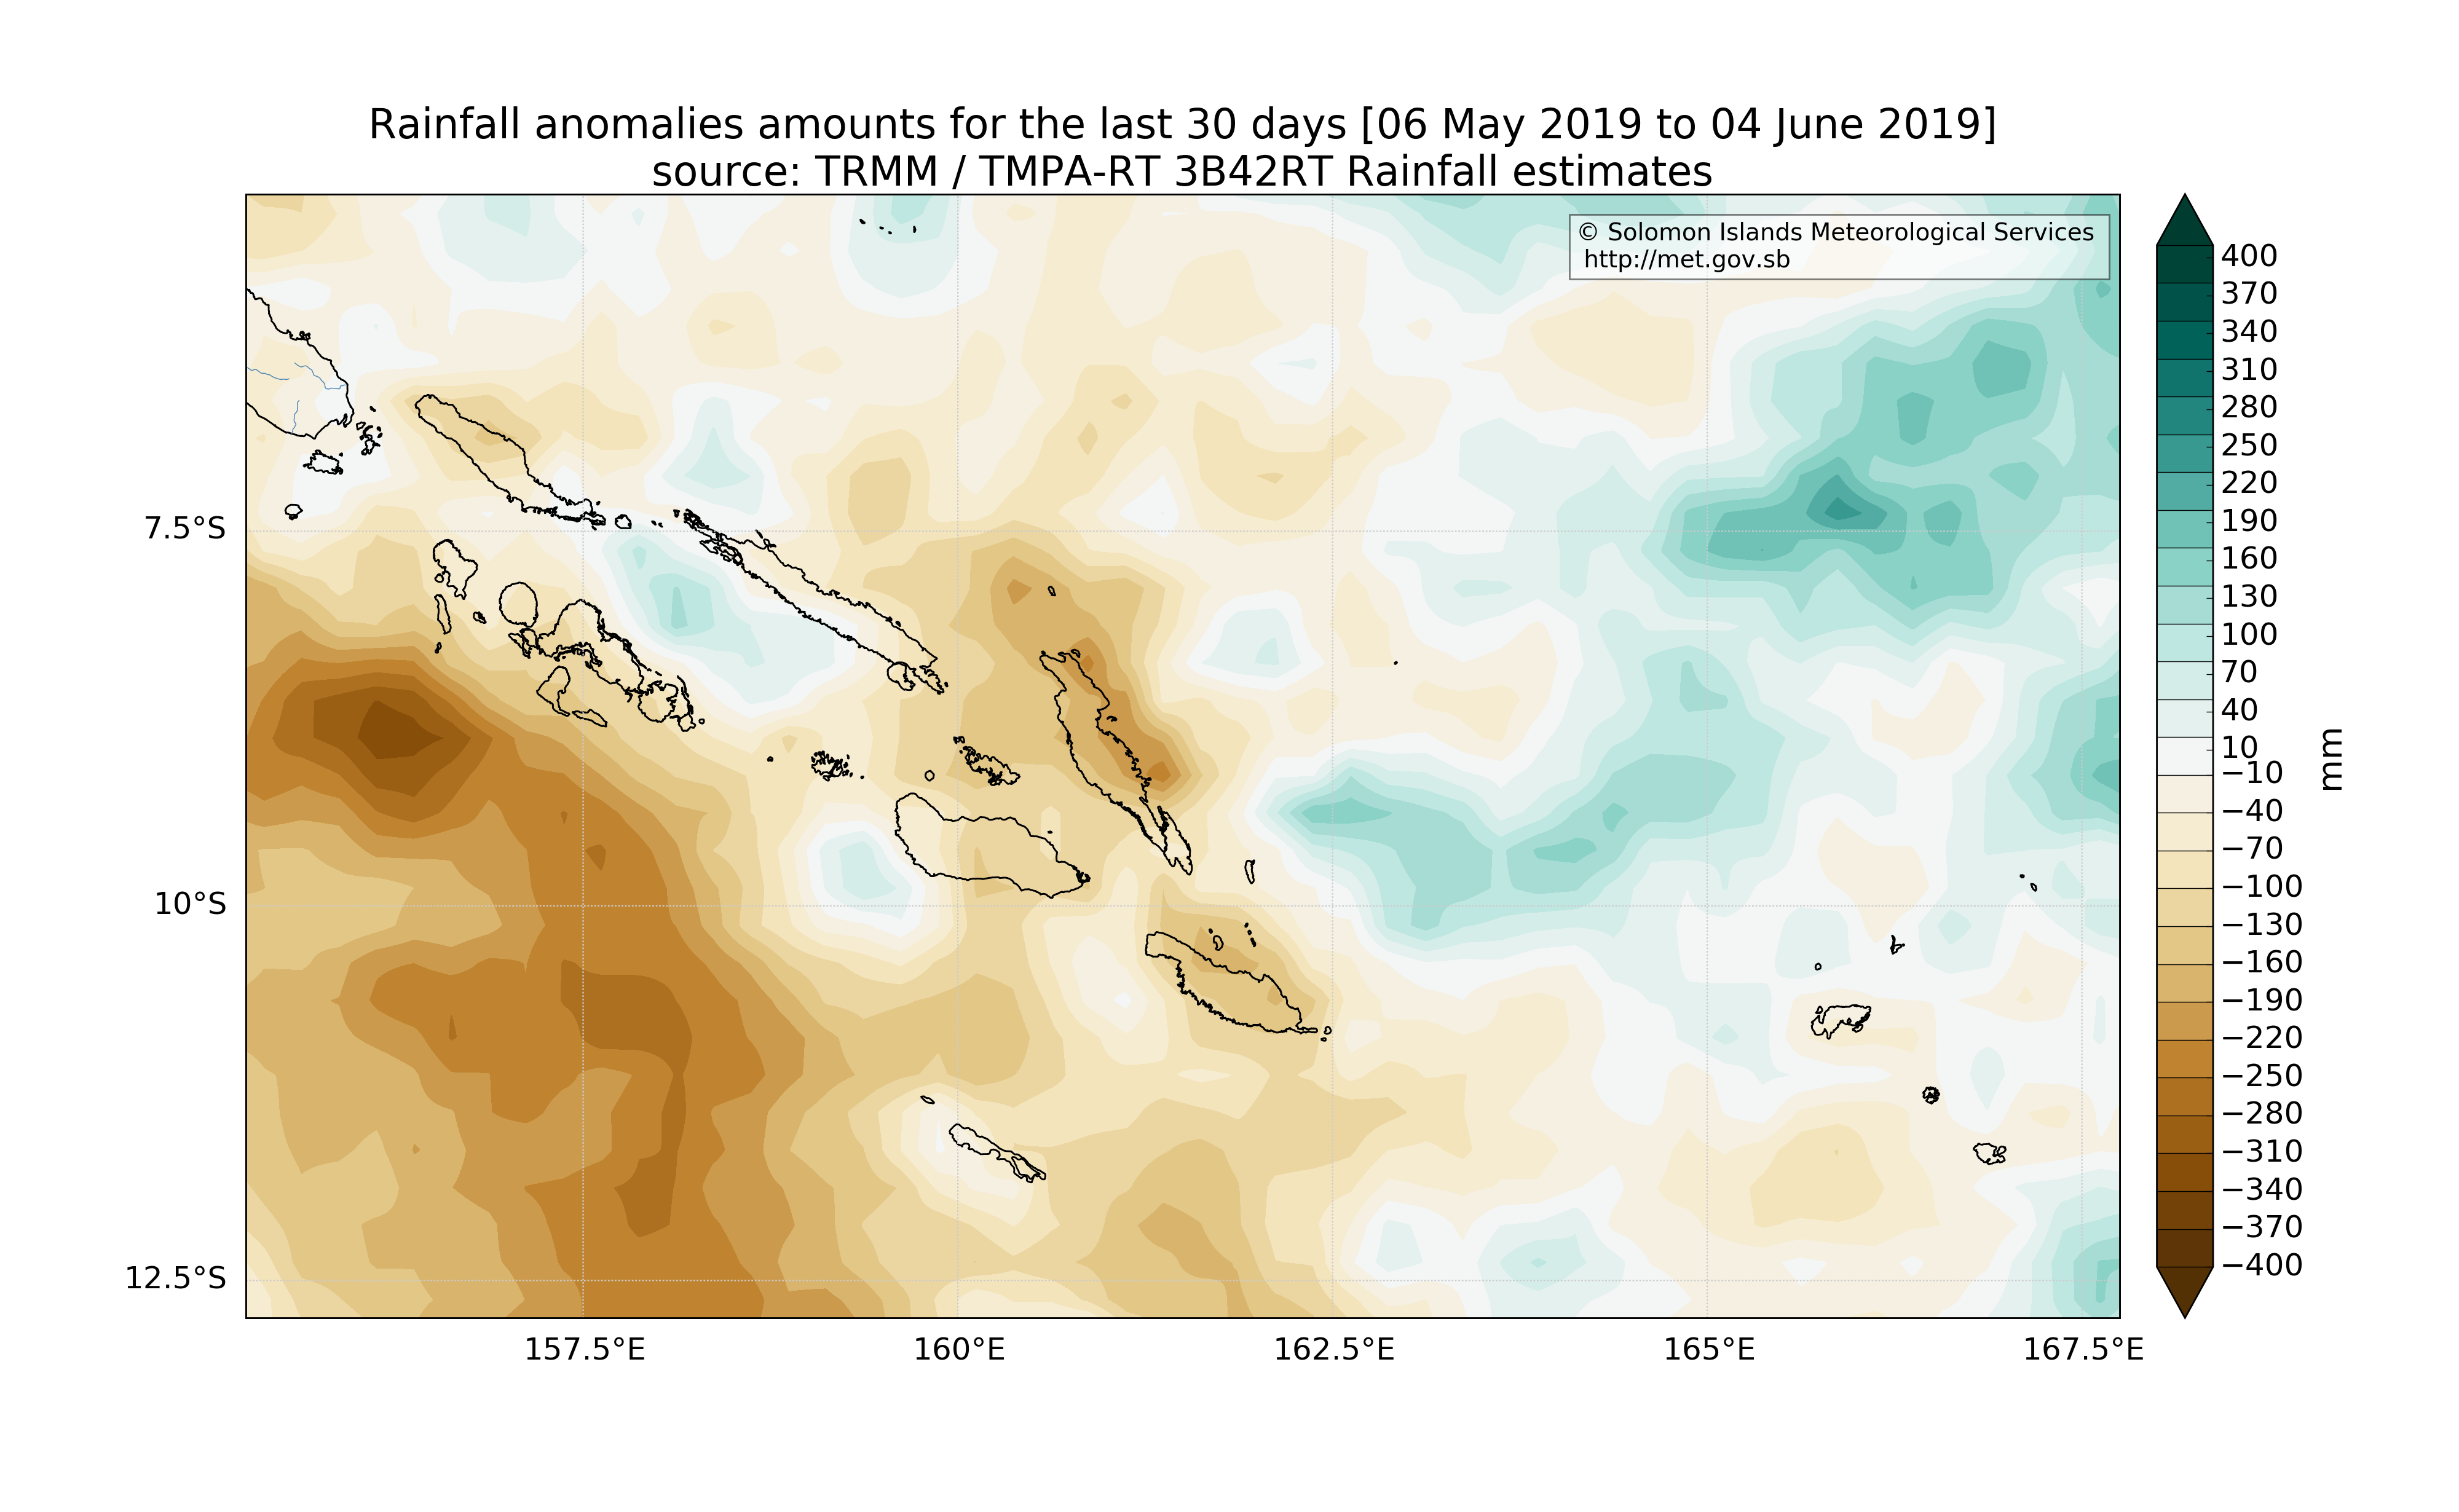 Rainfall anomalies amounts for the last 30 days [06 May 2019 to 04 June 2019]
source: TRMM / TMPA-RT 3B42RT Rainfall estimates
© Solomon Islands Meteorological Services
http://met.gov.sb
7.5°S
10°S
12.5°S
157.5°E
160°E
162.5°E
165°E
167.5°E
400
370
340
310
280
250
220
190
160
130
100
70
40
10
−10
−40
−70
−100
−130
−160
−190
−220
−250
−280
−310
−340
−370
−400
mm